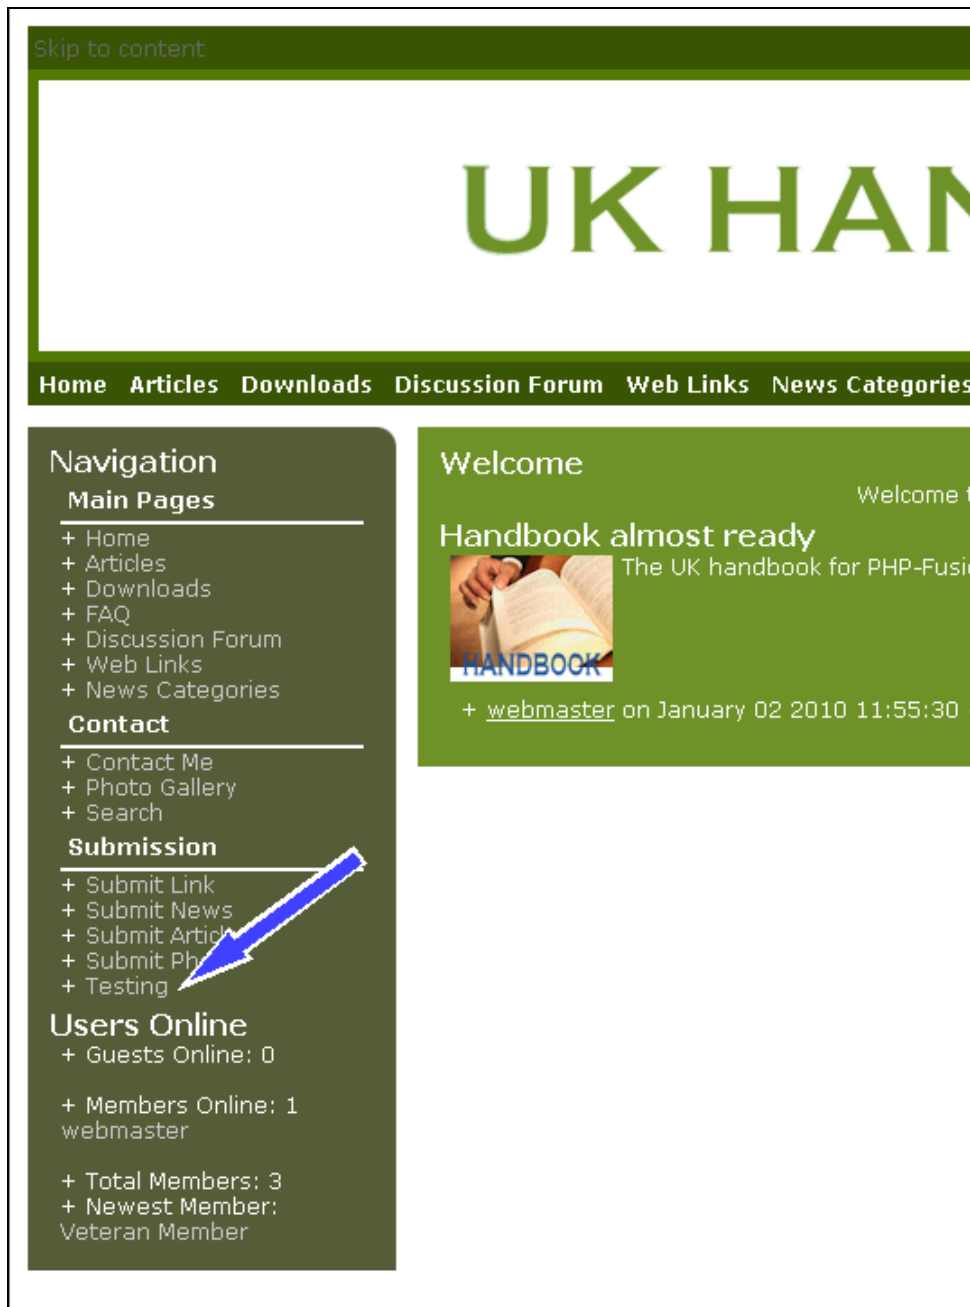 Skip to content
UK HAN
Home Articles Downloads Discussion Forum Web Links News Categories
Navigation
Main Pages
+ Home
+ Articles
+ Downloads
+ FAQ
+ Discussion Forum
+ Web Links
+ News Categories
Contact
+ Contact Me
+ Photo Gallery
+ Search
Submission
+ Submit Link
+ Submit News
+ Submit Artic
+ Submit Ph
+ Testing
Users Online
+ Guests Online: 0
+ Members Online: 1
webmaster
+ Total Members: 3
+ Newest Member:
Veteran Member
Welcome
Welcome t
Handbook almost ready
The UK handbook for PHP-Fusi
HANDBOOK
+ webmaster on January 02 2010 11:55:30